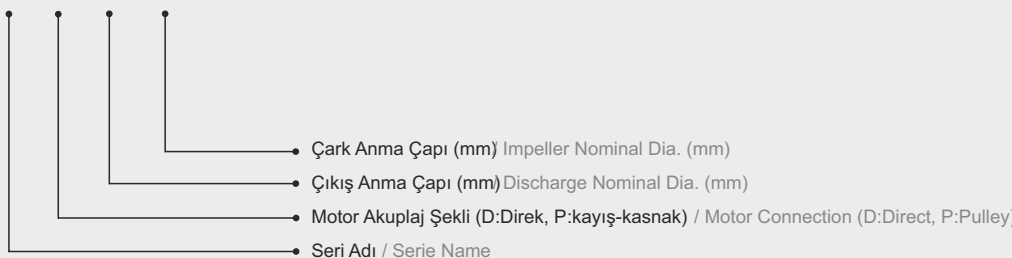 Çark Anma Çapı (mm) / Impeller Nominal Dia. (mm)
Çıkış Anma Çapı (mm) / Discharge Nominal Dia. (mm)
Motor Akuplaj Şekli (D:Direk, P:kayış-kasnak) / Motor Connection (D:Direct, P:Pulley)
Seri Adı / Serie Name